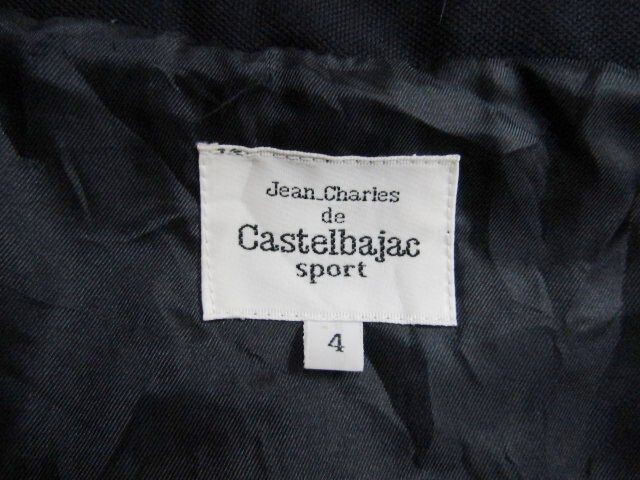 Jean_Charles
de
Castelbajac
sport
4